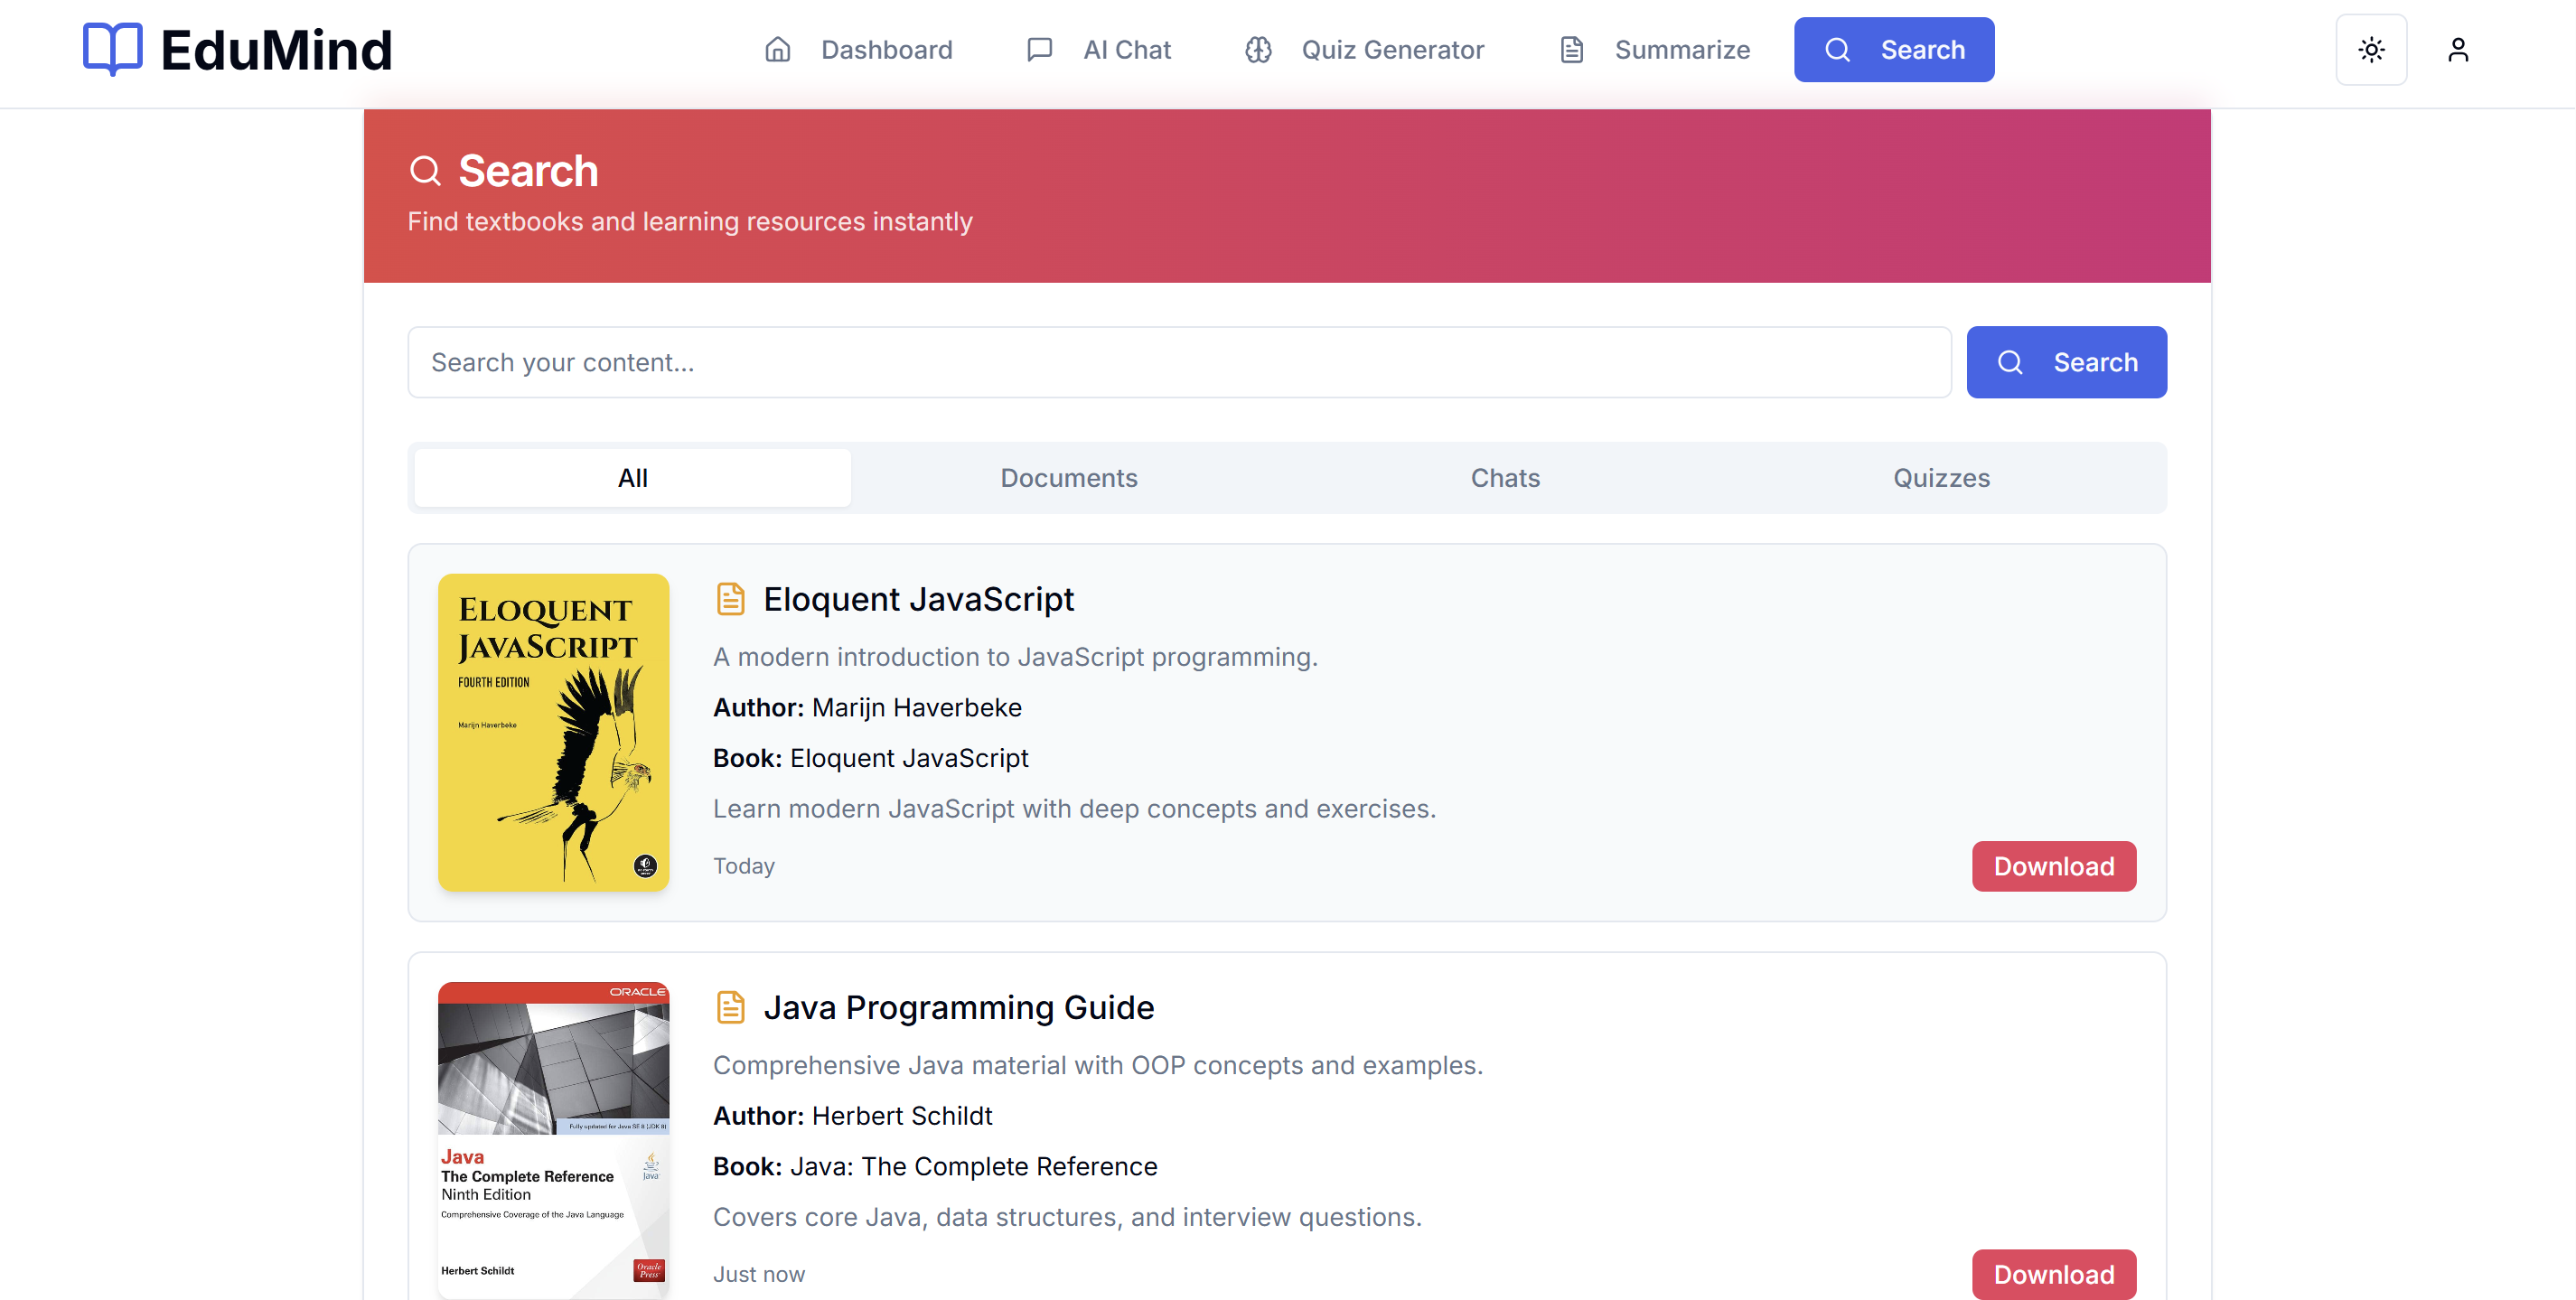 EduMind
Dashboard
AI Chat
Quiz Generator
Summarize
Search
Search
Find textbooks and learning resources instantly
Search your content...
Search
All
Documents
Chats
Quizzes
ELOQUENT
JAVASCRIPT
FOURTH EDITION
Marijn Haverbeke
Eloquent JavaScript
A modern introduction to JavaScript programming.
Author: Marijn Haverbeke
Book: Eloquent JavaScript
Learn modern JavaScript with deep concepts and exercises.
Today
Download
ORACLE
Fully updated for Java SE 8 (JDK 8)
Java
The Complete Reference
Ninth Edition
Comprehensive Coverage of the Java Language
Java
Herbert Schildt
Oracle
Press
Java Programming Guide
Comprehensive Java material with OOP concepts and examples.
Author: Herbert Schildt
Book: Java: The Complete Reference
Covers core Java, data structures, and interview questions.
Just now
Download